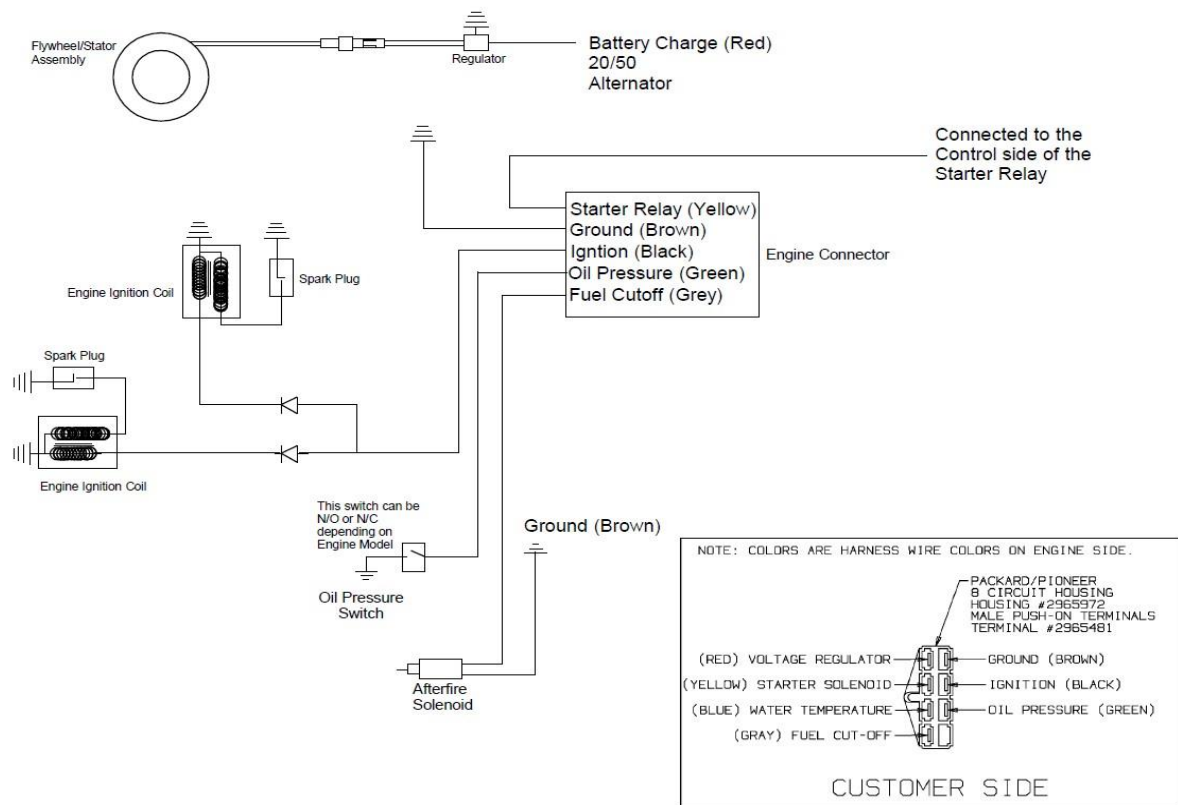 Flywheel/Stator
Assembly
Regulator
Battery Charge (Red)
20/50
Alternator
Connected to the
Control side of the
Starter Relay
Starter Relay (Yellow)
Ground (Brown)
Igntion (Black)
Oil Pressure (Green)
Fuel Cutoff (Grey)
Engine Connector
Engine Ignition Coil
Spark Plug
Spark Plug
Engine Ignition Coil
This switch can be
N/O or N/C
depending on
Engine Model
Oil Pressure
Switch
Ground (Brown)
Afterfire
Solenoid
NOTE: COLORS ARE HARNESS WIRE COLORS ON ENGINE SIDE.
PACKARD/PIONEER
8 CIRCUIT HOUSING
HOUSING #2965972
MALE PUSH-ON TERMINALS
TERMINAL #2965481
(RED) VOLTAGE REGULATOR
GROUND (BROWN)
(YELLOW) STARTER SOLENOID
IGNITION (BLACK)
(BLUE) WATER TEMPERATURE
OIL PRESSURE (GREEN)
(GRAY) FUEL CUT-OFF
CUSTOMER SIDE